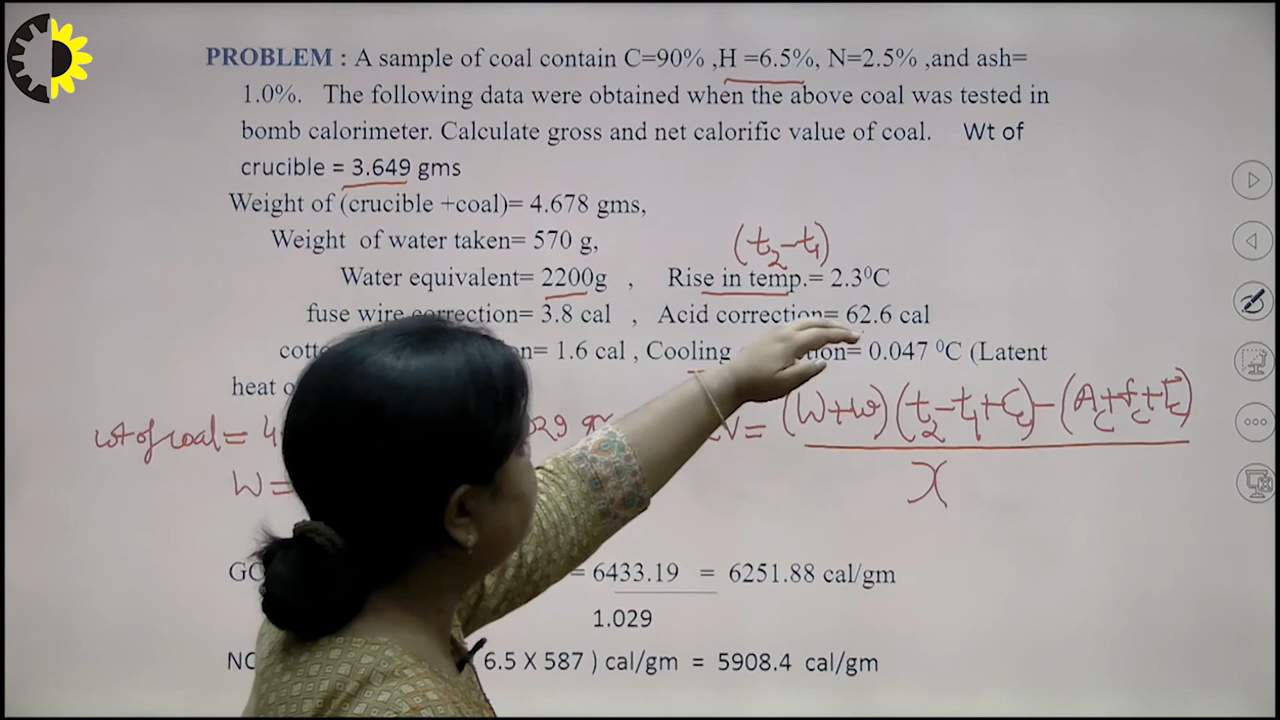 PROBLEM : A sample of coal contain C=90% ,H =6.5%, N=2.5% ,and ash=
1.0%. The following data were obtained when the above coal was tested in
bomb calorimeter. Calculate gross and net calorific value of coal. Wt of
crucible = 3.649 gms
Weight of (crucible +coal)= 4.678 gms,
Weight of water taken= 570 g,
(t₂-t₁)
Water equivalent= 2200g , Rise in temp.= 2.3⁰C
fuse wire correction= 3.8 cal , Acid correction= 62.6 cal
= 1.6 cal , Cooling = 0.047 ⁰C (Latent
heat
wt of coal = 4 = (W+w)(t₂-t₁+Cc)-(Ac+fc+Tc)
W = x
= 6433.19 = 6251.88 cal/gm
1.029
6.5 X 587 ) cal/gm = 5908.4 cal/gm